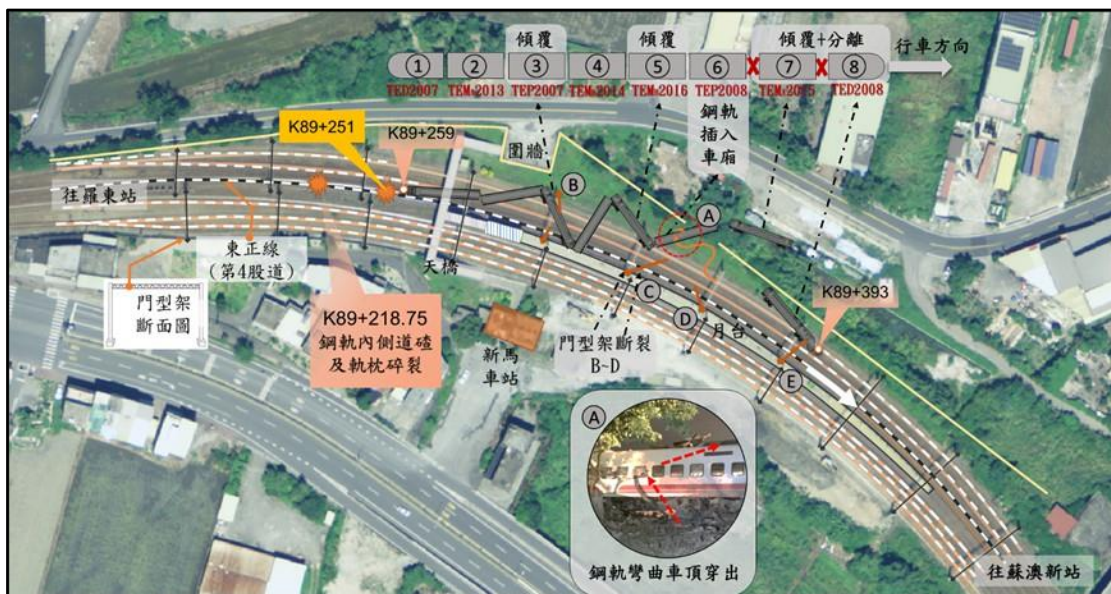 傾覆
傾覆
傾覆+分離
行車方向
① ② ③ ④ ⑤ ⑥ X ⑦ X ⑧
TED2007 TEM₁2013 TEP2007 TEM₂2014 TEM₂2016 TEP2008 TEM₁2015 TED2008
鋼軌
插入
車廂
K89+251
K89+259
圍牆
B
A
往羅東站
東正線
(第4股道)
天橋
C
K89+393
門型架
斷面圖
K89+218.75
鋼軌內側道碴
及軌枕碎裂
新馬
車站
D
月台
門型架斷裂
B~D
E
A
鋼軌彎曲車頂穿出
往蘇澳新站